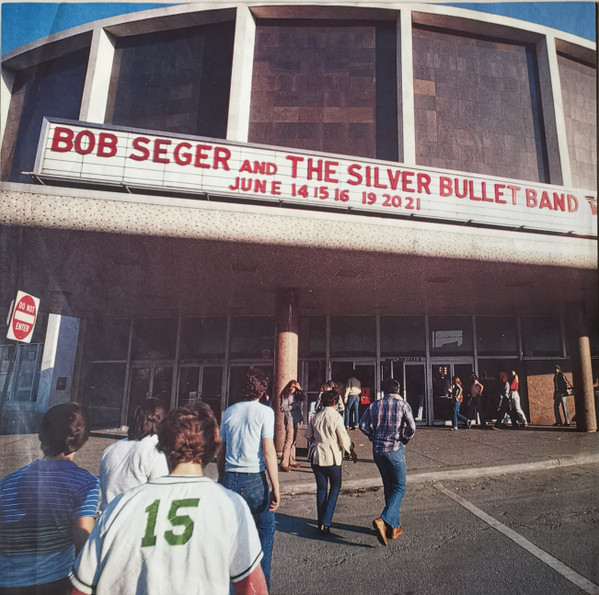 BOB SEGER AND THE SILVER BULLET BAND
JUNE 14 15 16 19 20 21
DO NOT
ENTER
15